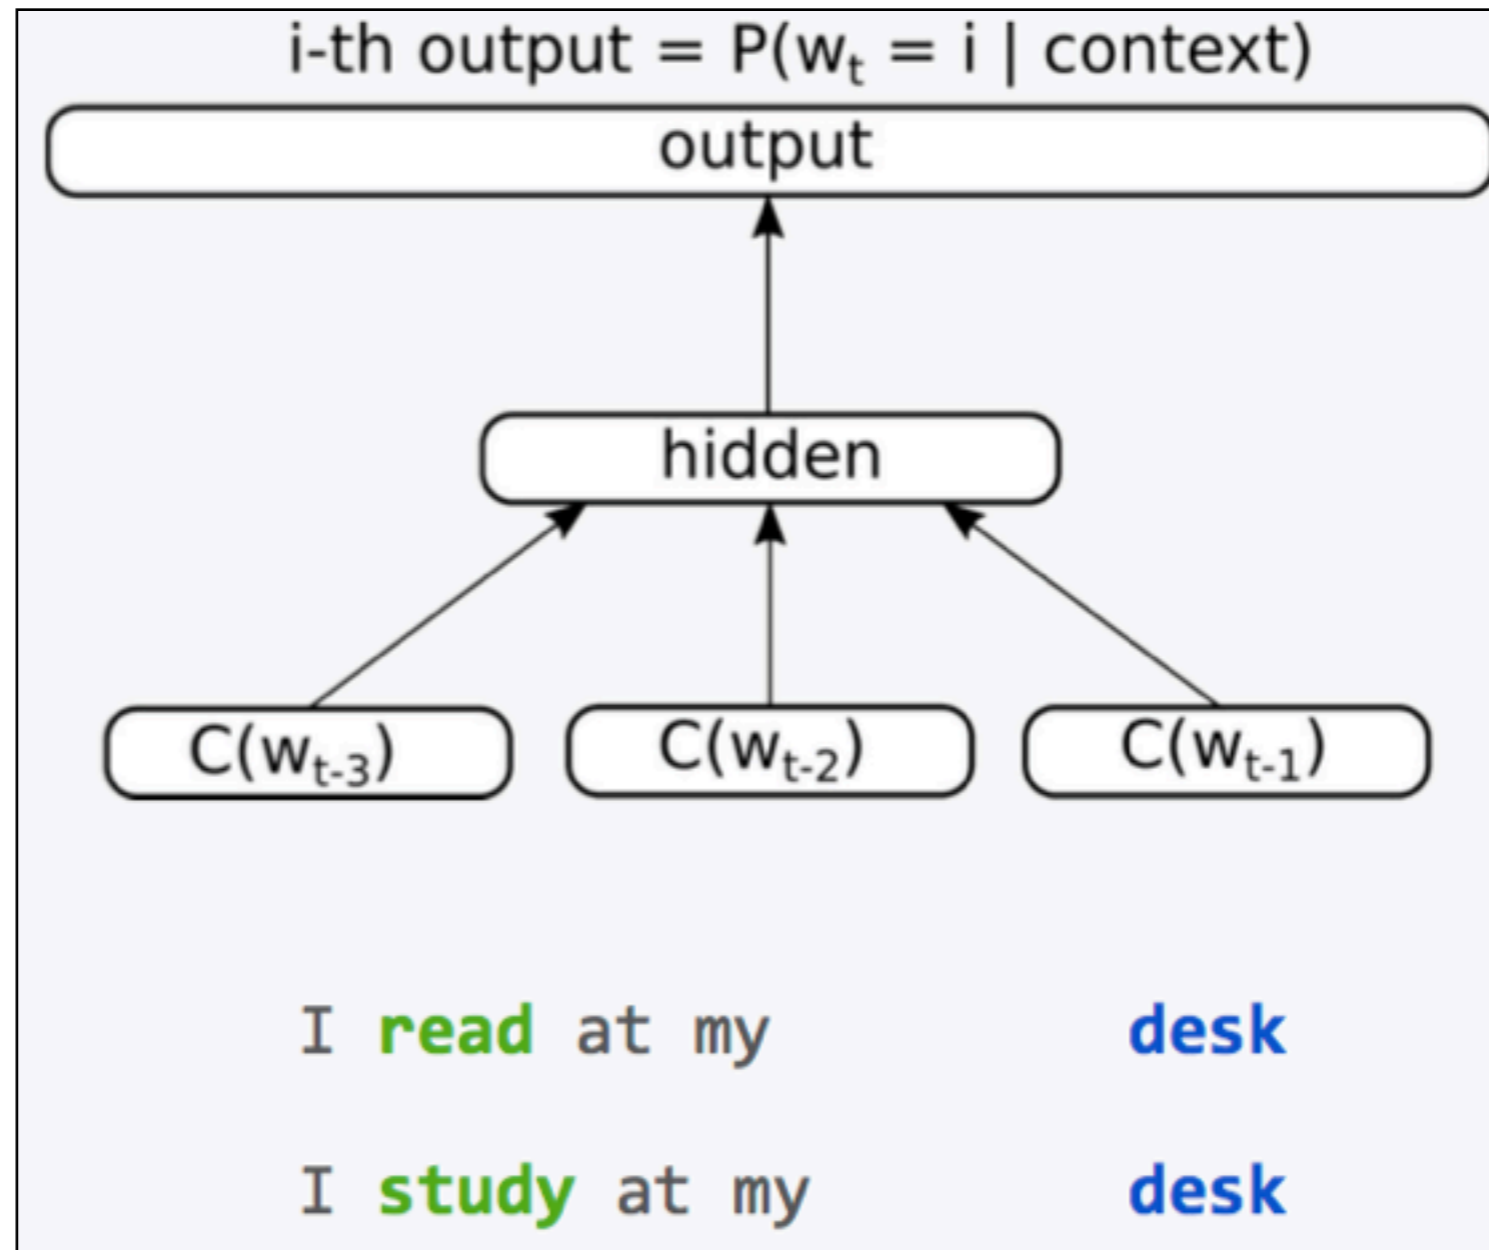 i-th output = P(wt = i | context)
output
hidden
C(wt-3) C(wt-2) C(wt-1)
I read at my desk
I study at my desk